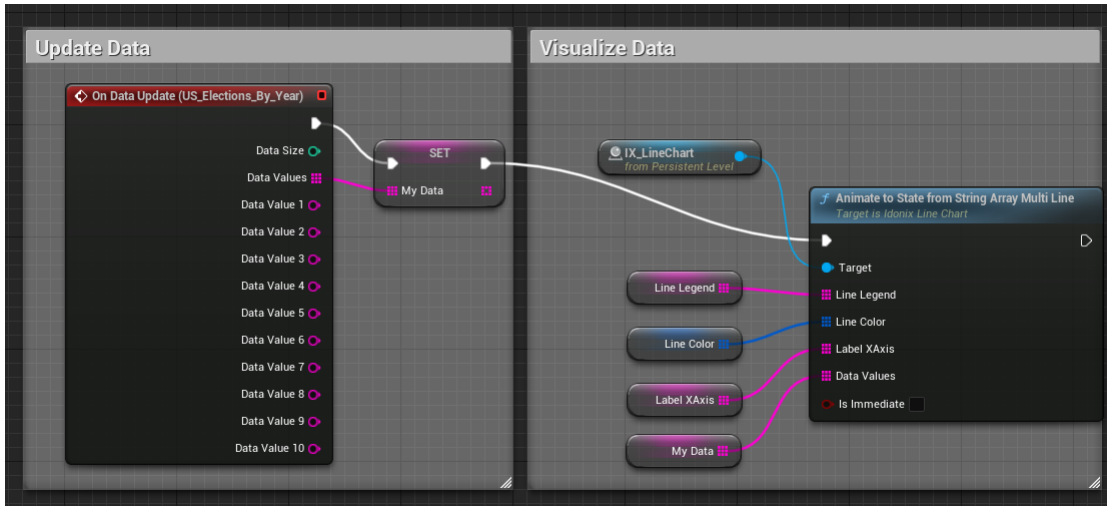 Update Data
On Data Update (US_Elections_By_Year)
Data Size
Data Values
Data Value 1
Data Value 2
Data Value 3
Data Value 4
Data Value 5
Data Value 6
Data Value 7
Data Value 8
Data Value 9
Data Value 10
SET
My Data
Visualize Data
IX_LineChart
from Persistent Level
Line Legend
Line Color
Label XAxis
My Data
Animate to State from String Array Multi Line
Target is Idonix Line Chart
Target
Line Legend
Line Color
Label XAxis
Data Values
Is Immediate